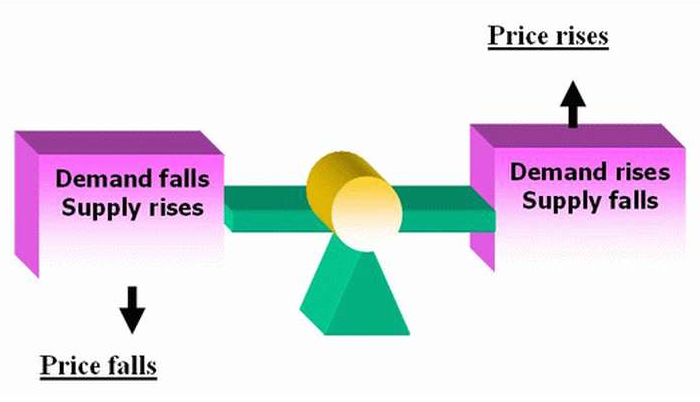 Price rises
Demand falls
Supply rises
Demand rises
Supply falls
Price falls